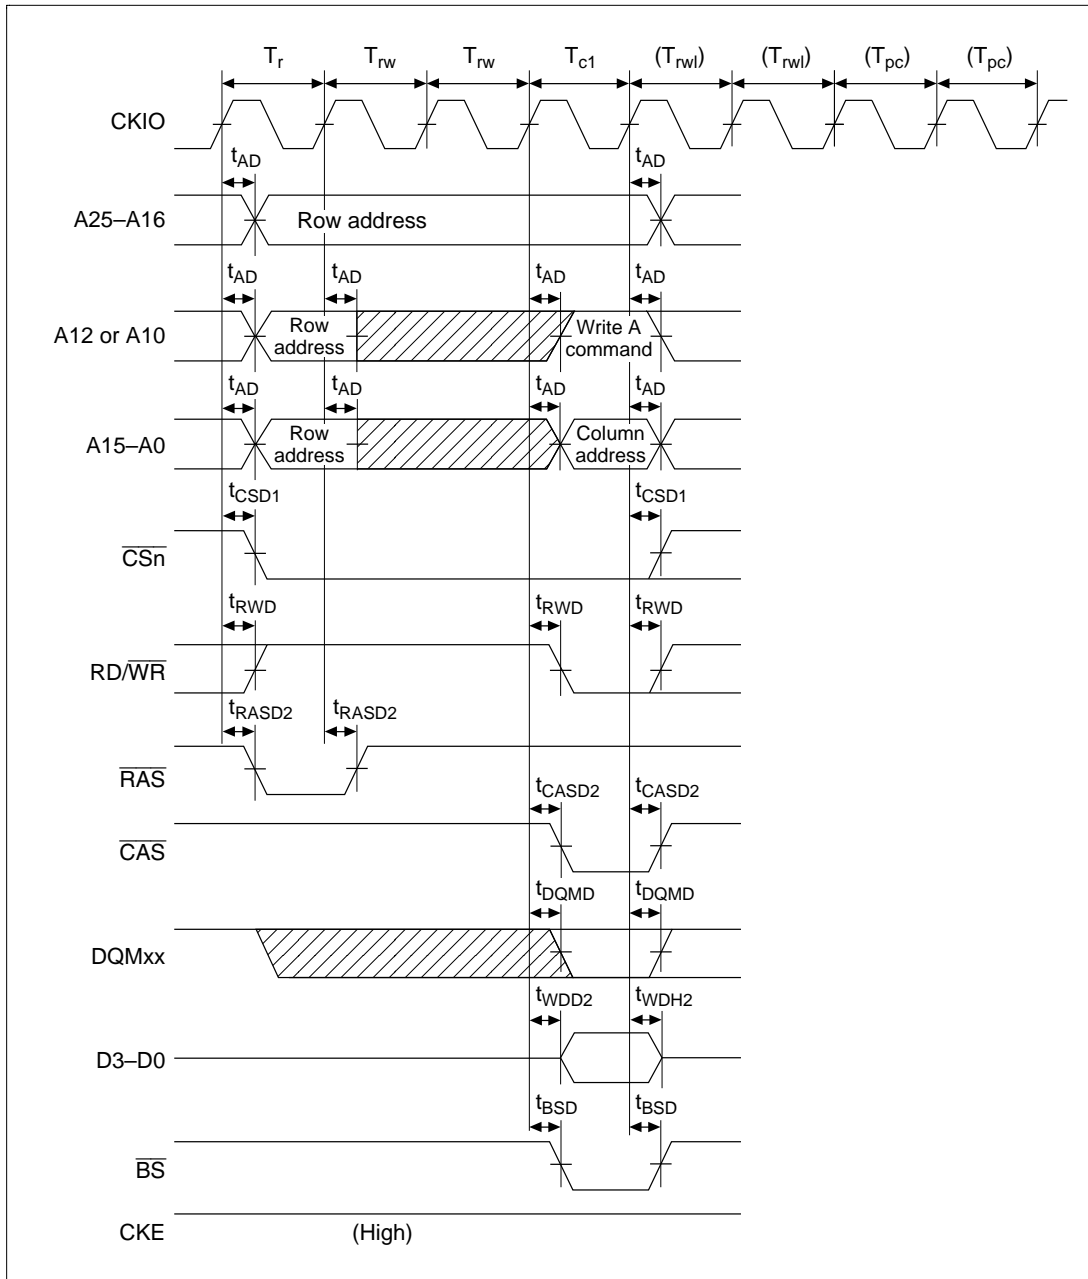 Tr Trw Trw Tc1 (Trwl) (Trwl) (Tpc) (Tpc)
CKIO
tAD tAD
A25–A16 Row address
tAD tAD tAD tAD
A12 or A10 Row address Write A command
tAD tAD tAD tAD
A15–A0 Row address Column address
tCSD1 tCSD1
CSn
tRWD tRWD tRWD
RD/WR
tRASD2 tRASD2
RAS
tCASD2 tCASD2
CAS
tDQMD tDQMD
DQMxx
tWDD2 tWDH2
D3–D0
tBSD tBSD
BS
CKE (High)